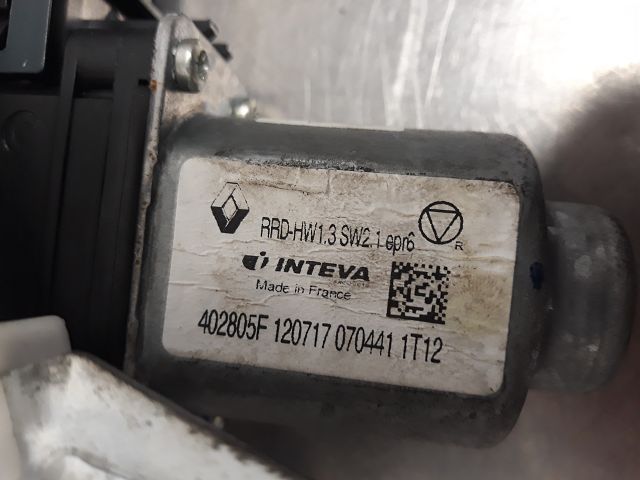 RRD-HW1.3 SW2.1 epr6
R
INTEVA
Made in France
402805F 120717 070441 1T12